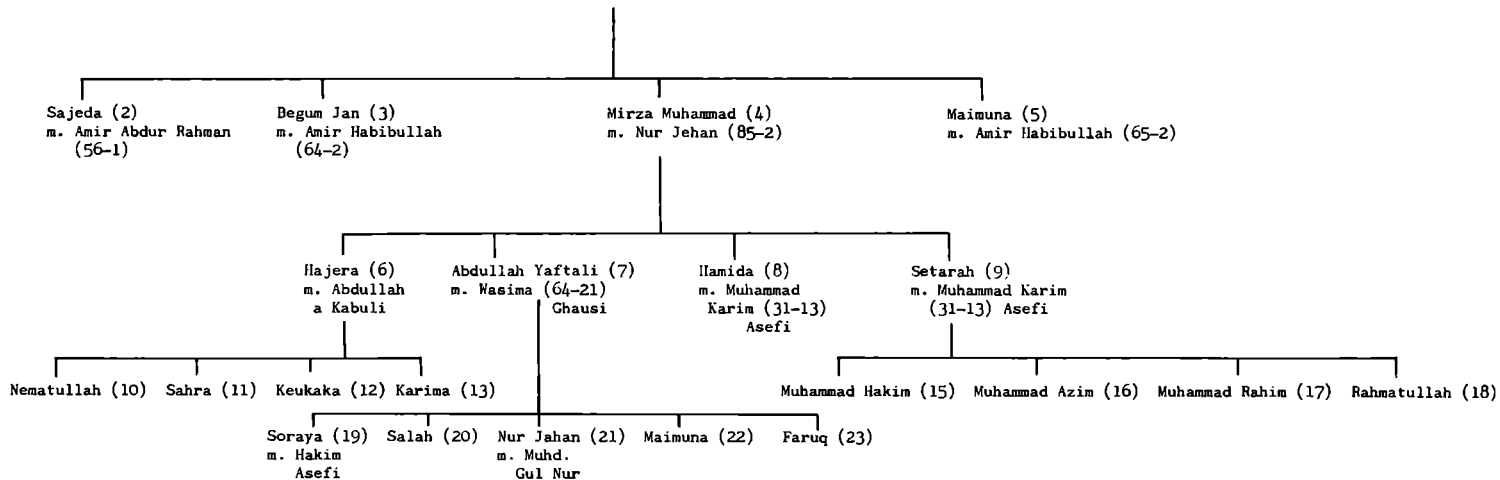 Sajeda (2)
m. Amir Abdur Rahman
(56-1)
Begum Jan (3)
m. Amir Habibullah
(64-2)
Mirza Muhammad (4)
m. Nur Jehan (85-2)
Maimuna (5)
m. Amir Habibullah (65-2)
Hajera (6)
m. Abdullah
a Kabuli
Abdullah Yaftali (7)
m. Wasima (64-21)
Ghausi
Hamida (8)
m. Muhammad
Karim (31-13)
Asefi
Setarah (9)
m. Muhammad Karim
(31-13) Asefi
Nematullah (10)
Sahra (11)
Keukaka (12)
Karima (13)
Muhammad Hakim (15)
Muhammad Azim (16)
Muhammad Rahim (17)
Rahmatullah (18)
Soraya (19)
m. Hakim
Asefi
Salah (20)
Nur Jahan (21)
m. Muhd.
Gul Nur
Maimuna (22)
Faruq (23)